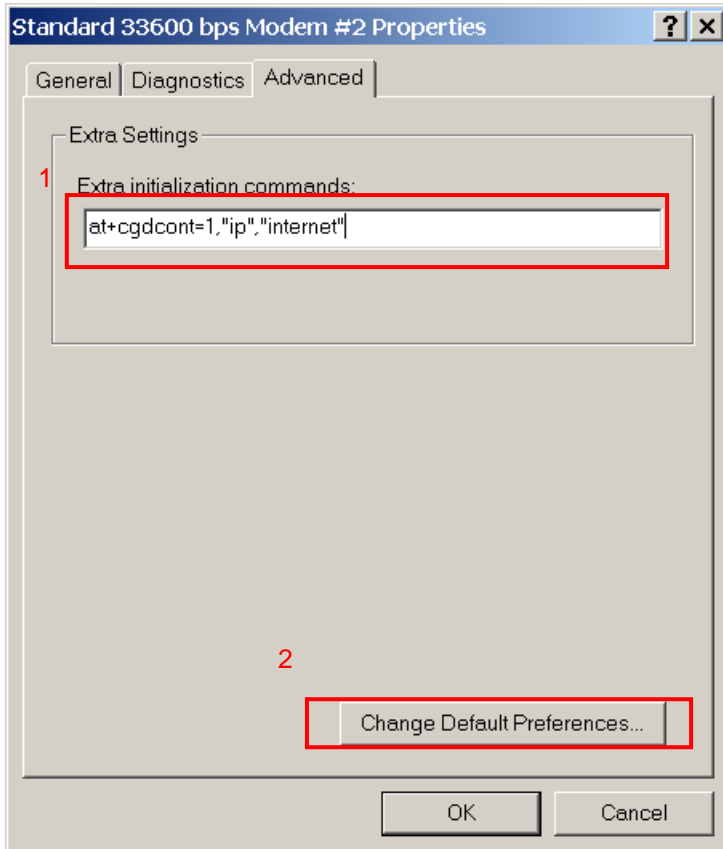 Standard 33600 bps Modem #2 Properties
General Diagnostics Advanced
Extra Settings
1
Extra initialization commands:
at+cgdcont=1,"ip","internet"
2
Change Default Preferences...
OK Cancel